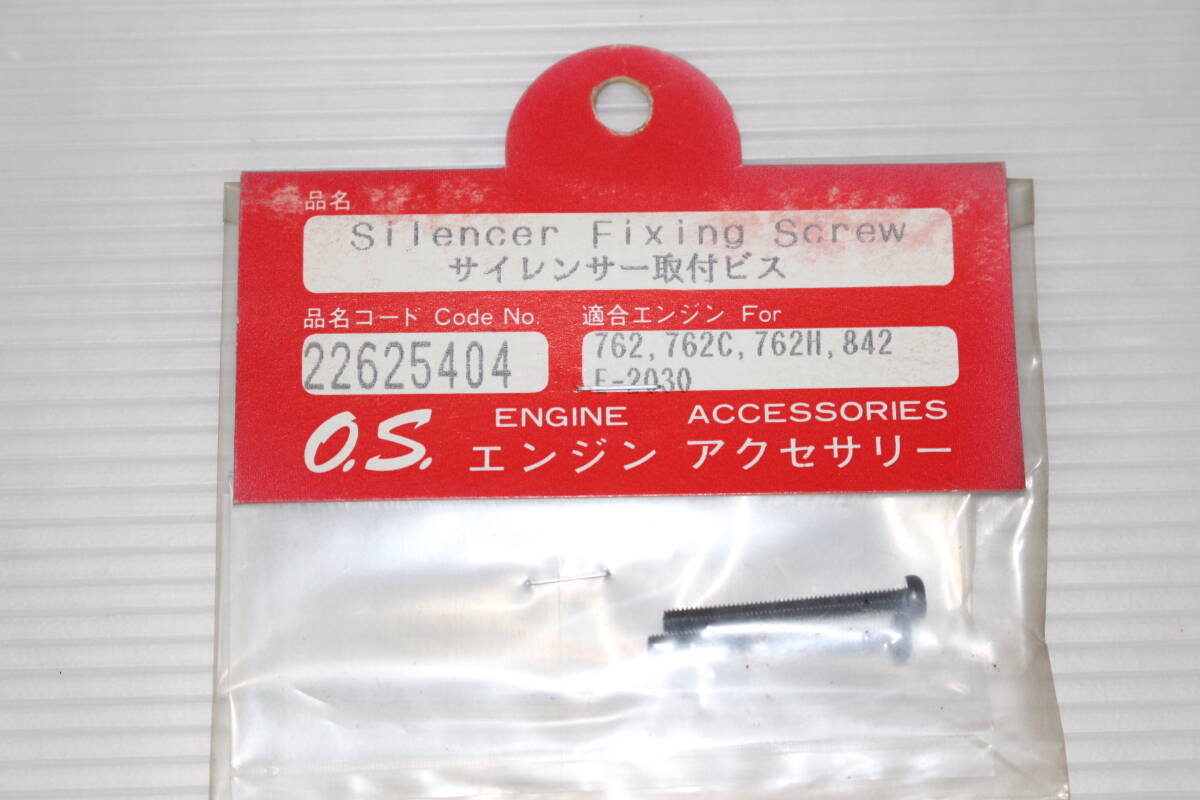 品名
Silencer Fixing Screw
サイレンサー取付ビス
品名コード Code No.
22625404
適合エンジン For
762,762C,762H,842
E-2030
O.S. ENGINE ACCESSORIES
エンジン アクセサリー